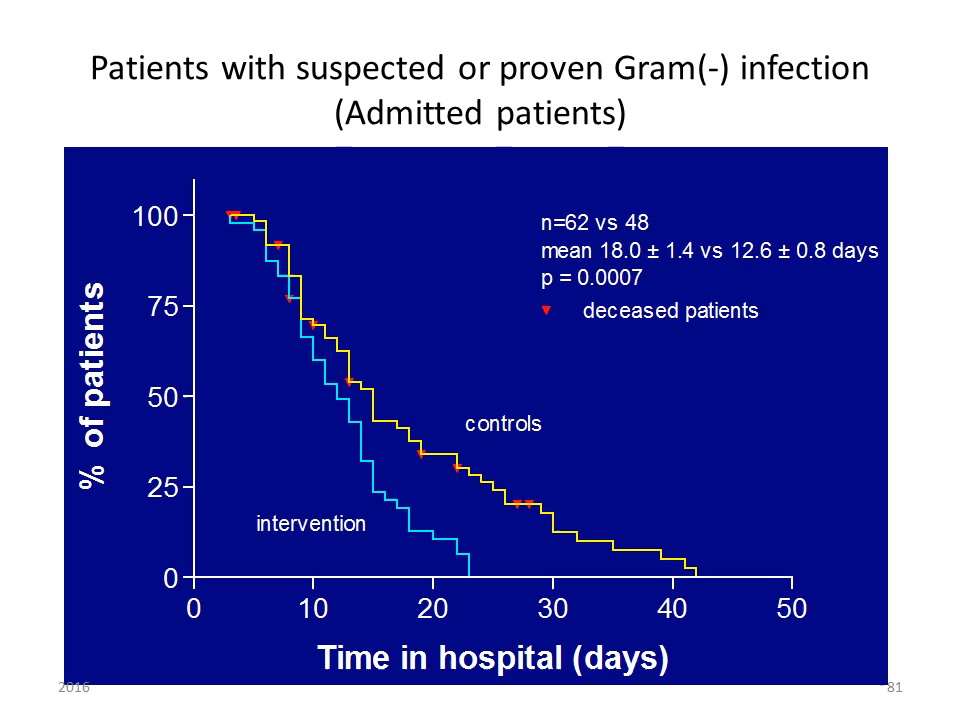 Patients with suspected or proven Gram(-) infection
(Admitted patients)
n=62 vs 48
mean 18.0 ± 1.4 vs 12.6 ± 0.8 days
p = 0.0007
deceased patients
100
75
50
25
0
% of patients
controls
intervention
0 10 20 30 40 50
Time in hospital (days)
2016
81